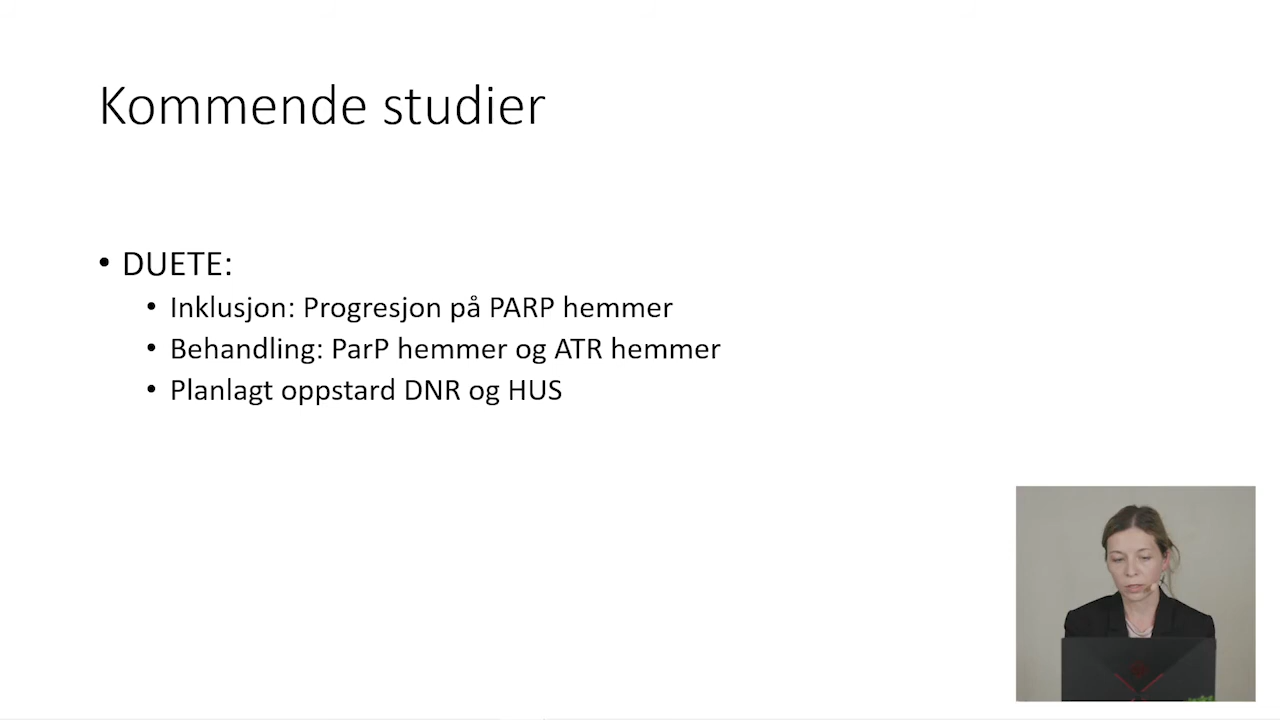 Kommende studier
• DUETE:
• Inklusjon: Progresjon på PARP hemmer
• Behandling: ParP hemmer og ATR hemmer
• Planlagt oppstard DNR og HUS